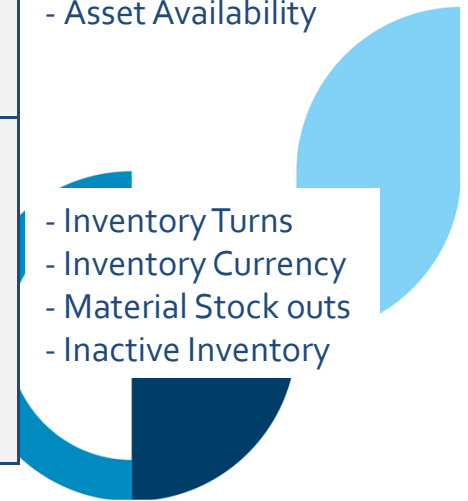 - Asset Availability
- Inventory Turns
- Inventory Currency
- Material Stock outs
- Inactive Inventory